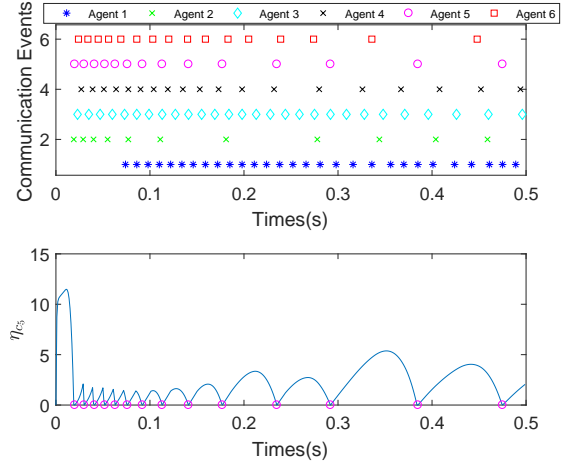 Agent 1 Agent 2 Agent 3 Agent 4 Agent 5 Agent 6
Communication Events
6
4
2
0 0.1 0.2 0.3 0.4 0.5
Times(s)
η_{c_5}
15
10
5
0
0 0.1 0.2 0.3 0.4 0.5
Times(s)